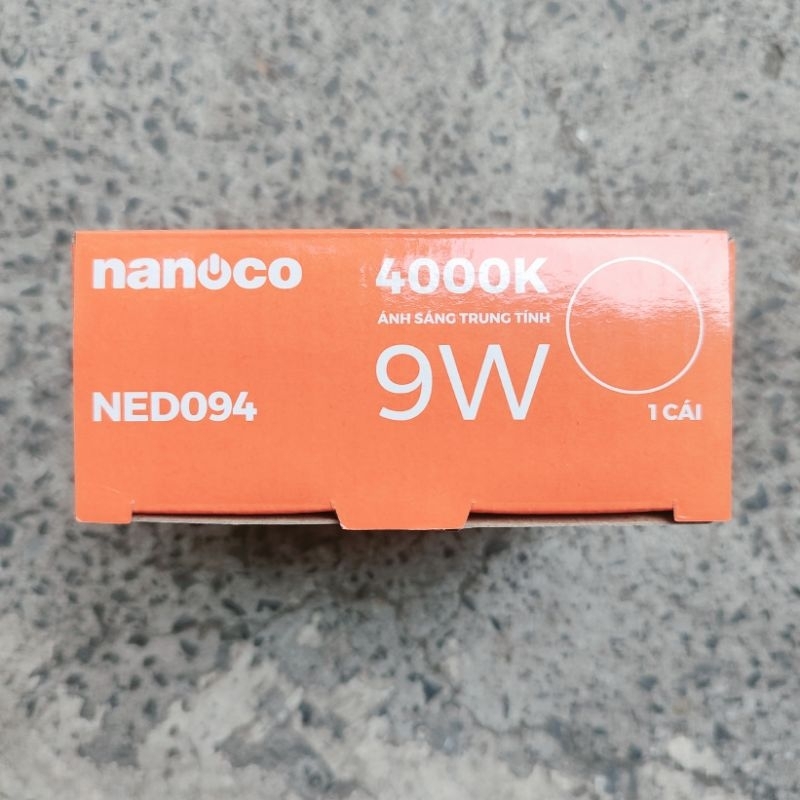 nanoco
NED094
4000K
ÁNH SÁNG TRUNG TÍNH
9W
1 CÁI